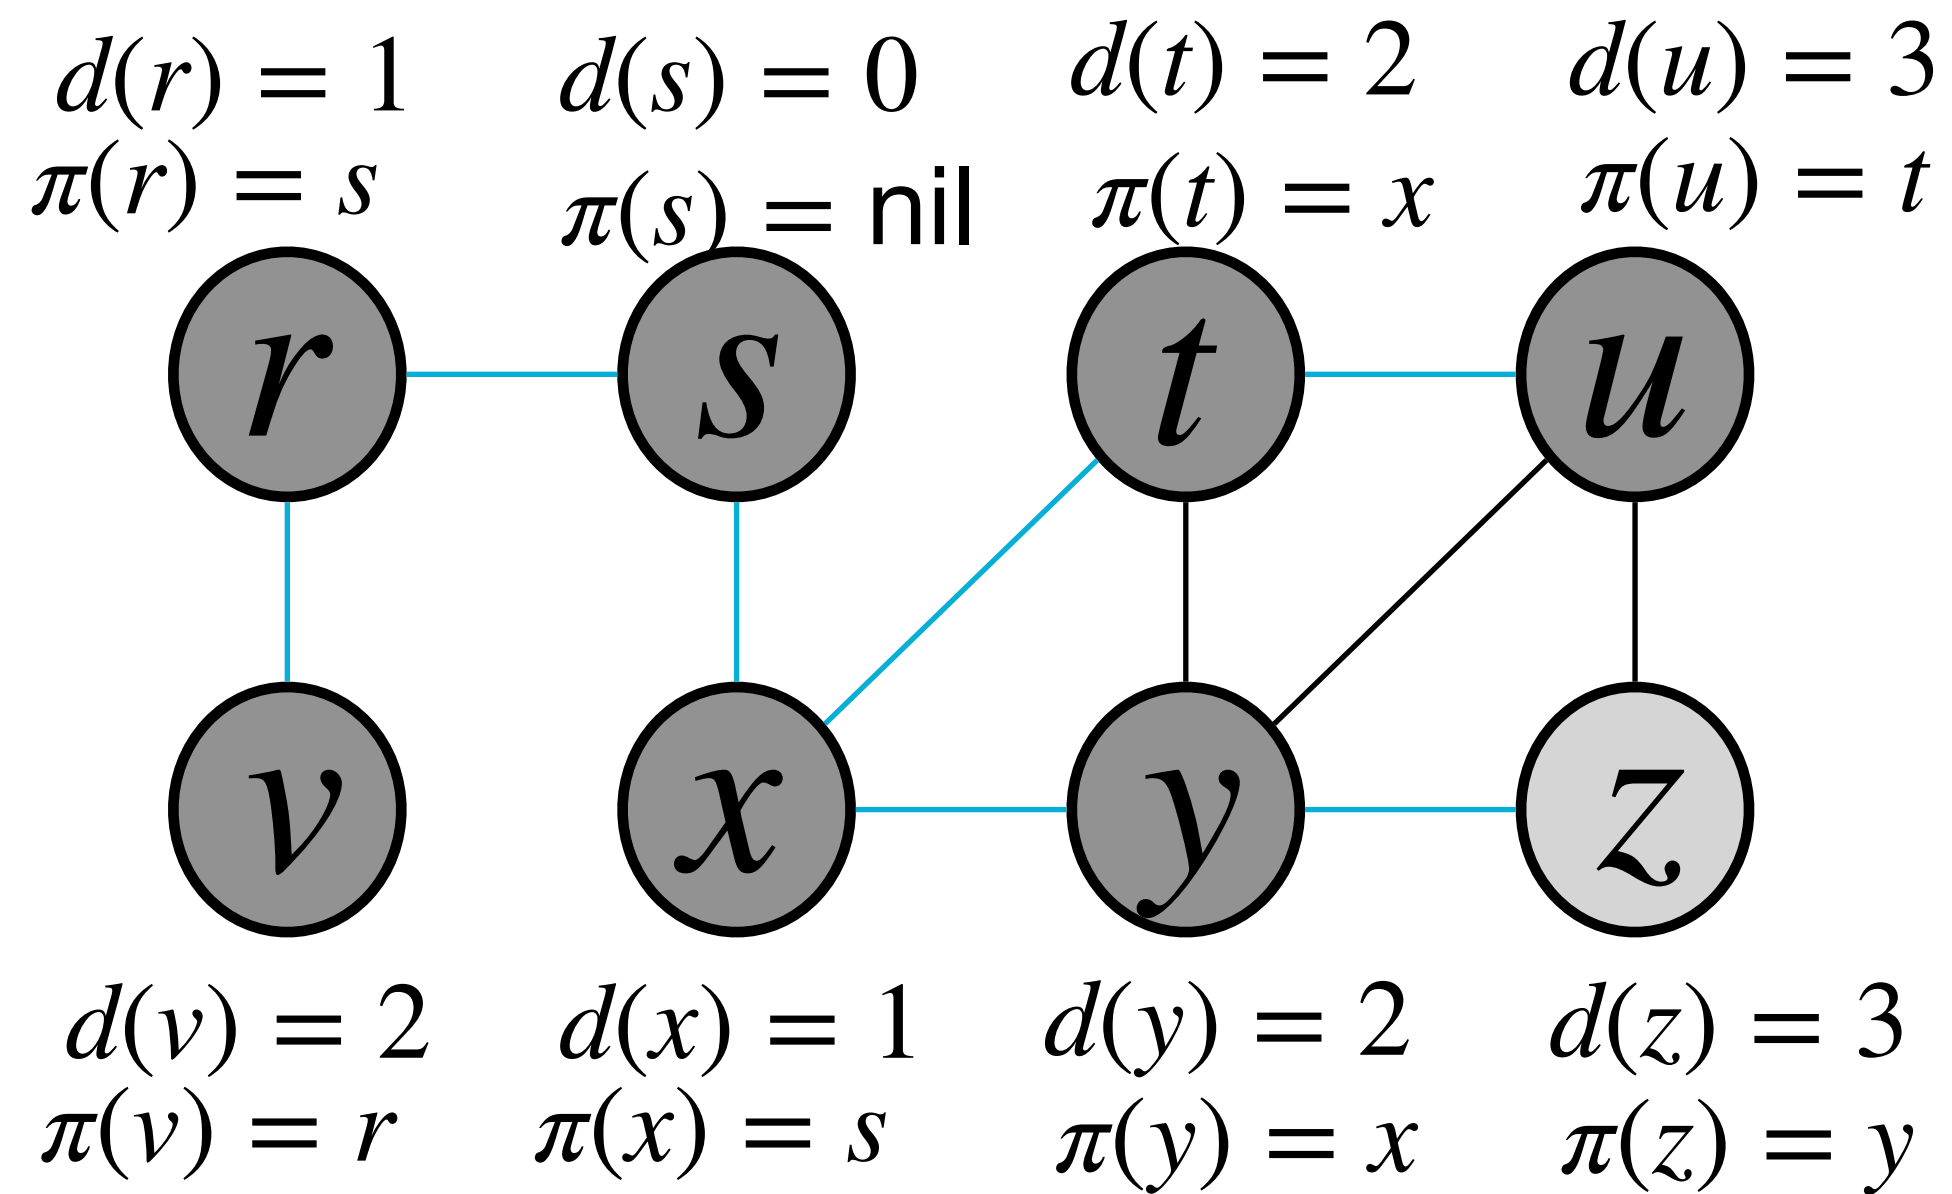 d(r) = 1
π(r) = s
d(s) = 0
π(s) = nil
d(t) = 2
π(t) = x
d(u) = 3
π(u) = t
r
s
t
u
v
x
y
z
d(v) = 2
π(v) = r
d(x) = 1
π(x) = s
d(y) = 2
π(y) = x
d(z) = 3
π(z) = y